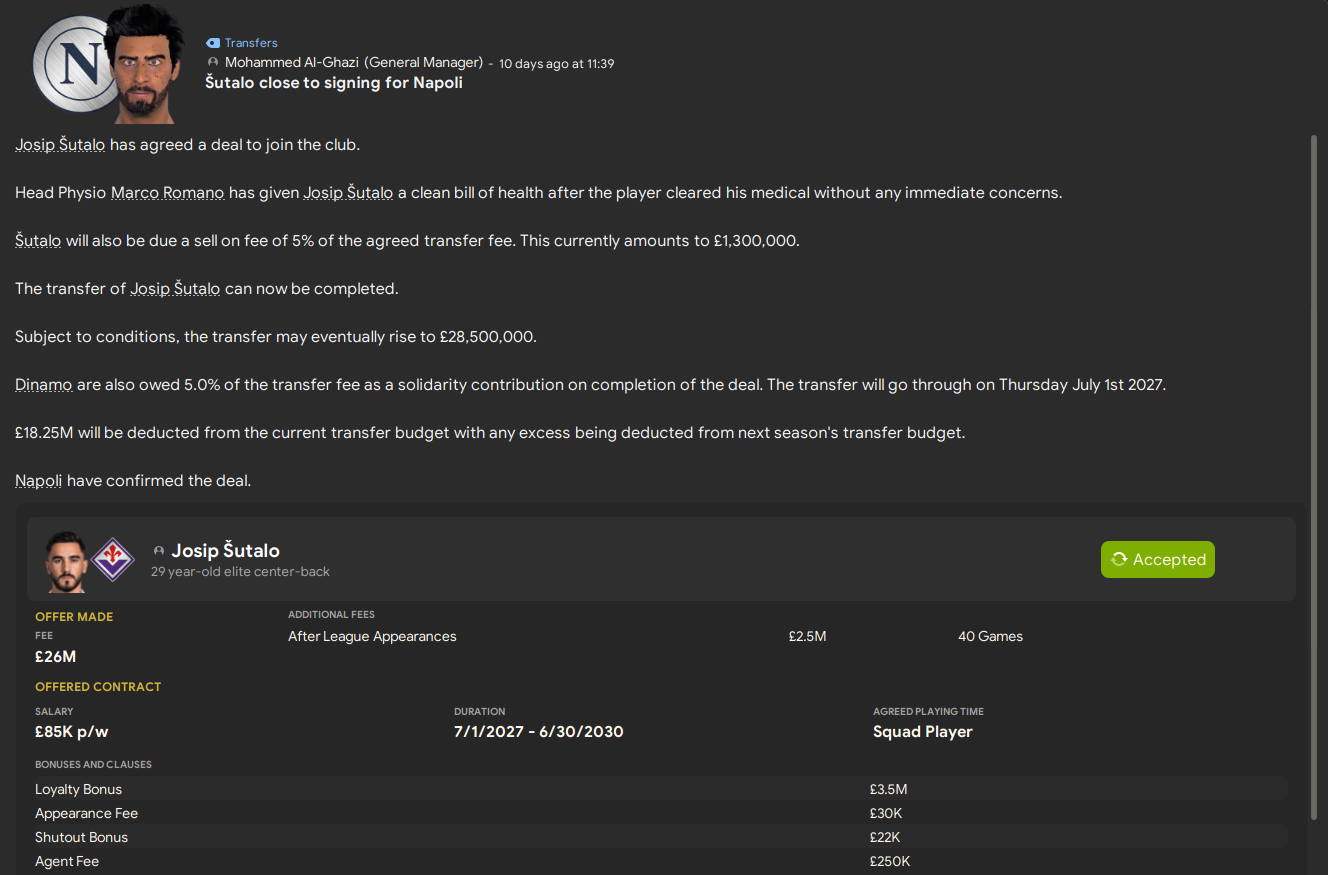 N
Transfers
Mohammed Al-Ghazi (General Manager) - 10 days ago at 11:39
Šutalo close to signing for Napoli
Josip Šutalo has agreed a deal to join the club.
Head Physio Marco Romano has given Josip Šutalo a clean bill of health after the player cleared his medical without any immediate concerns.
Šutalo will also be due a sell on fee of 5% of the agreed transfer fee. This currently amounts to £1,300,000.
The transfer of Josip Šutalo can now be completed.
Subject to conditions, the transfer may eventually rise to £28,500,000.
Dinamo are also owed 5.0% of the transfer fee as a solidarity contribution on completion of the deal. The transfer will go through on Thursday July 1st 2027.
£18.25M will be deducted from the current transfer budget with any excess being deducted from next season's transfer budget.
Napoli have confirmed the deal.
Josip Šutalo
29 year-old elite center-back
Accepted
OFFER MADE
ADDITIONAL FEES
FEE
After League Appearances £2.5M 40 Games
£26M
OFFERED CONTRACT
SALARY DURATION AGREED PLAYING TIME
£85K p/w 7/1/2027 - 6/30/2030 Squad Player
BONUSES AND CLAUSES
Loyalty Bonus £3.5M
Appearance Fee £30K
Shutout Bonus £22K
Agent Fee £250K